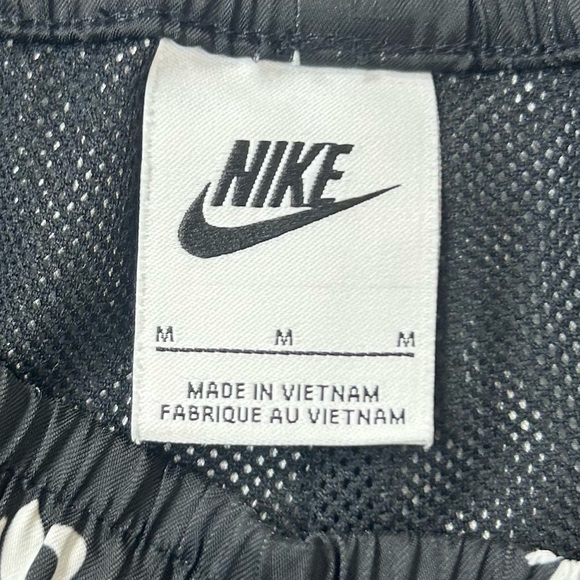 NIKE
M M M
MADE IN VIETNAM
FABRIQUE AU VIETNAM